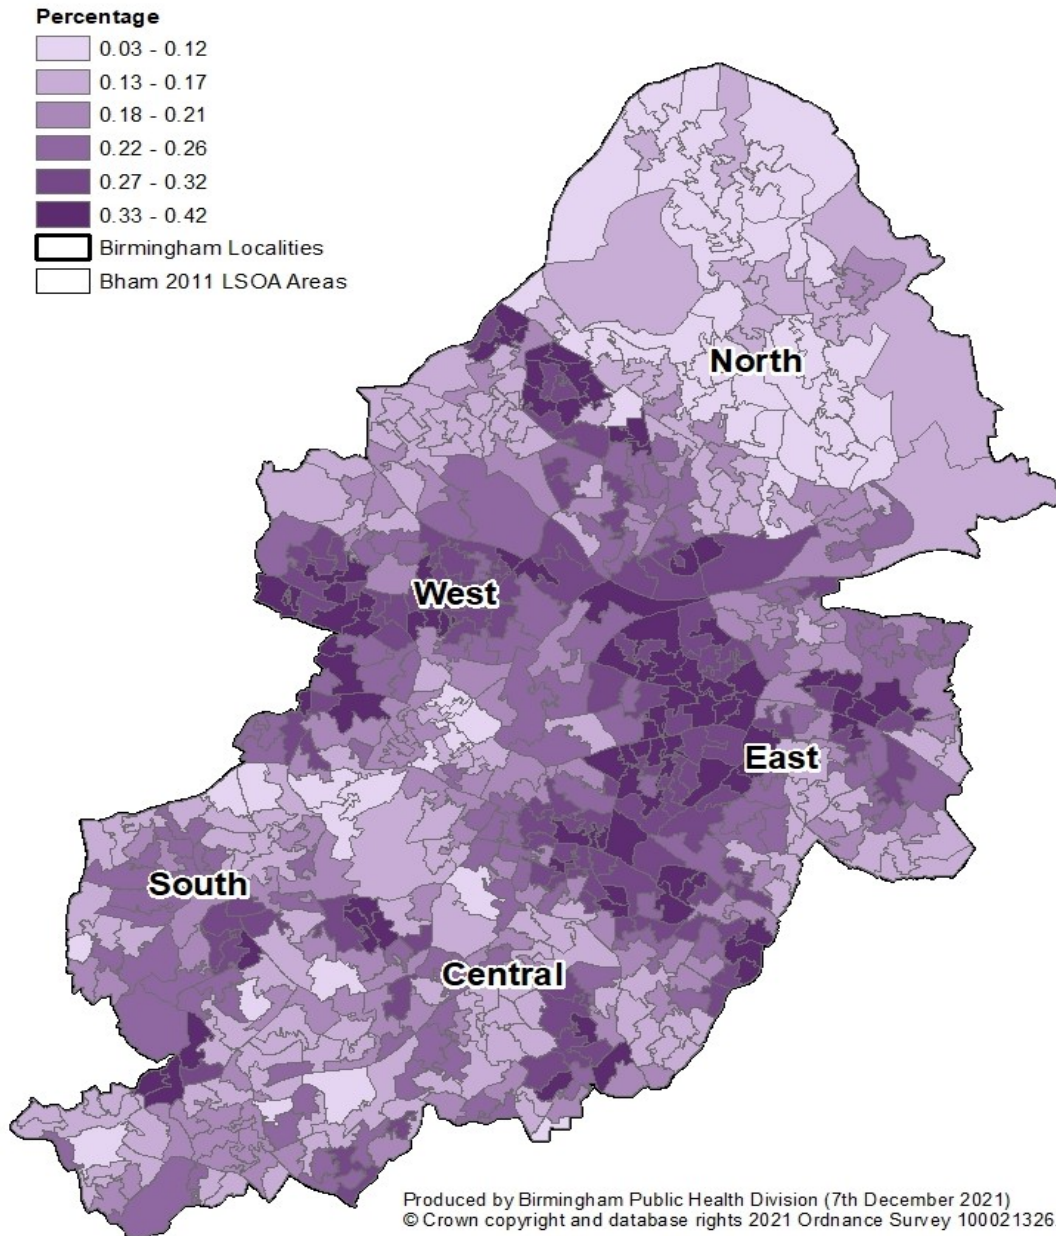 Percentage
0.03 - 0.12
0.13 - 0.17
0.18 - 0.21
0.22 - 0.26
0.27 - 0.32
0.33 - 0.42
Birmingham Localities
Bham 2011 LSOA Areas
North
West
East
South
Central
Produced by Birmingham Public Health Division (7th December 2021)
© Crown copyright and database rights 2021 Ordnance Survey 100021326